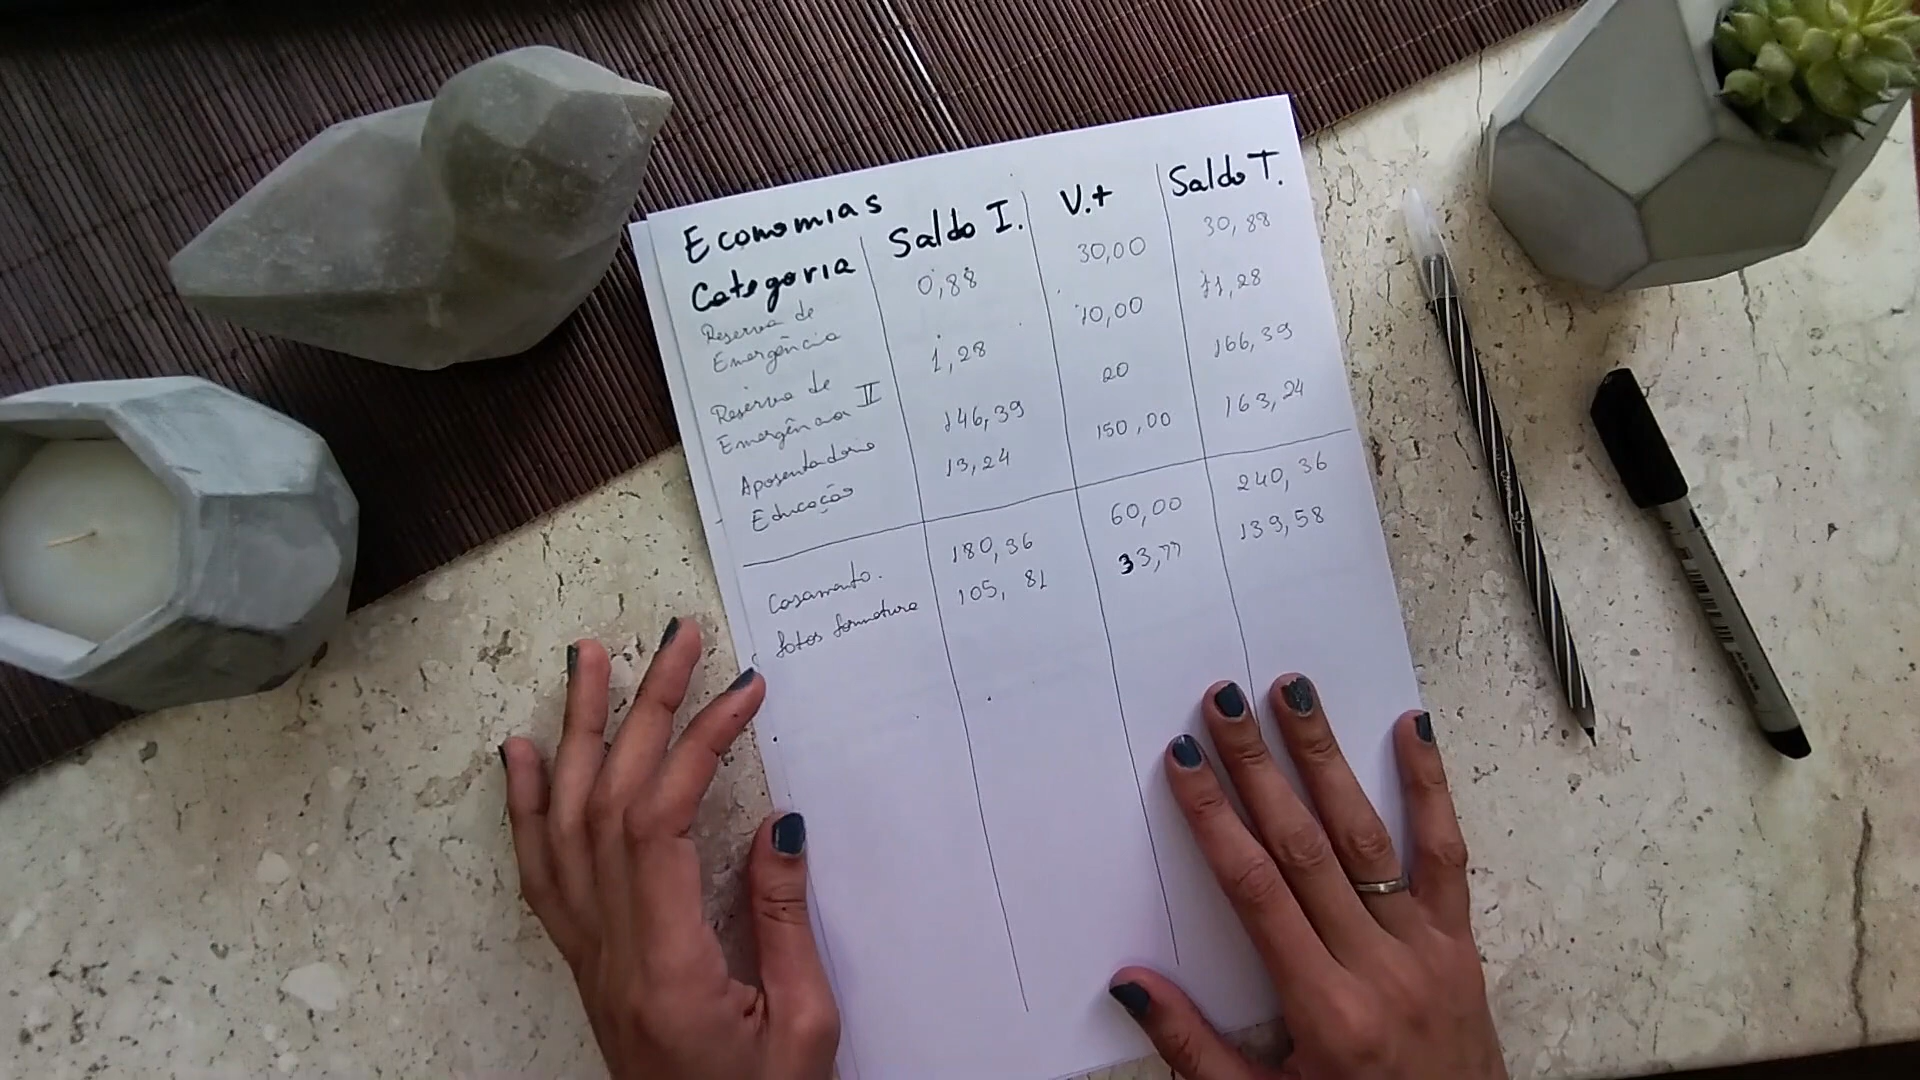 Economias
Categoria Saldo I. V.+ Saldo T.
Reserva de
Emergência 0,88 30,00 30,88
Reserva de
Emergência II 1,28 10,00 11,28
Aposentadoria 146,39 20 166,39
Educação 13,24 150,00 163,24
Casamento. 180,36 60,00 240,36
fotos formatura 105,81 33,77 139,58